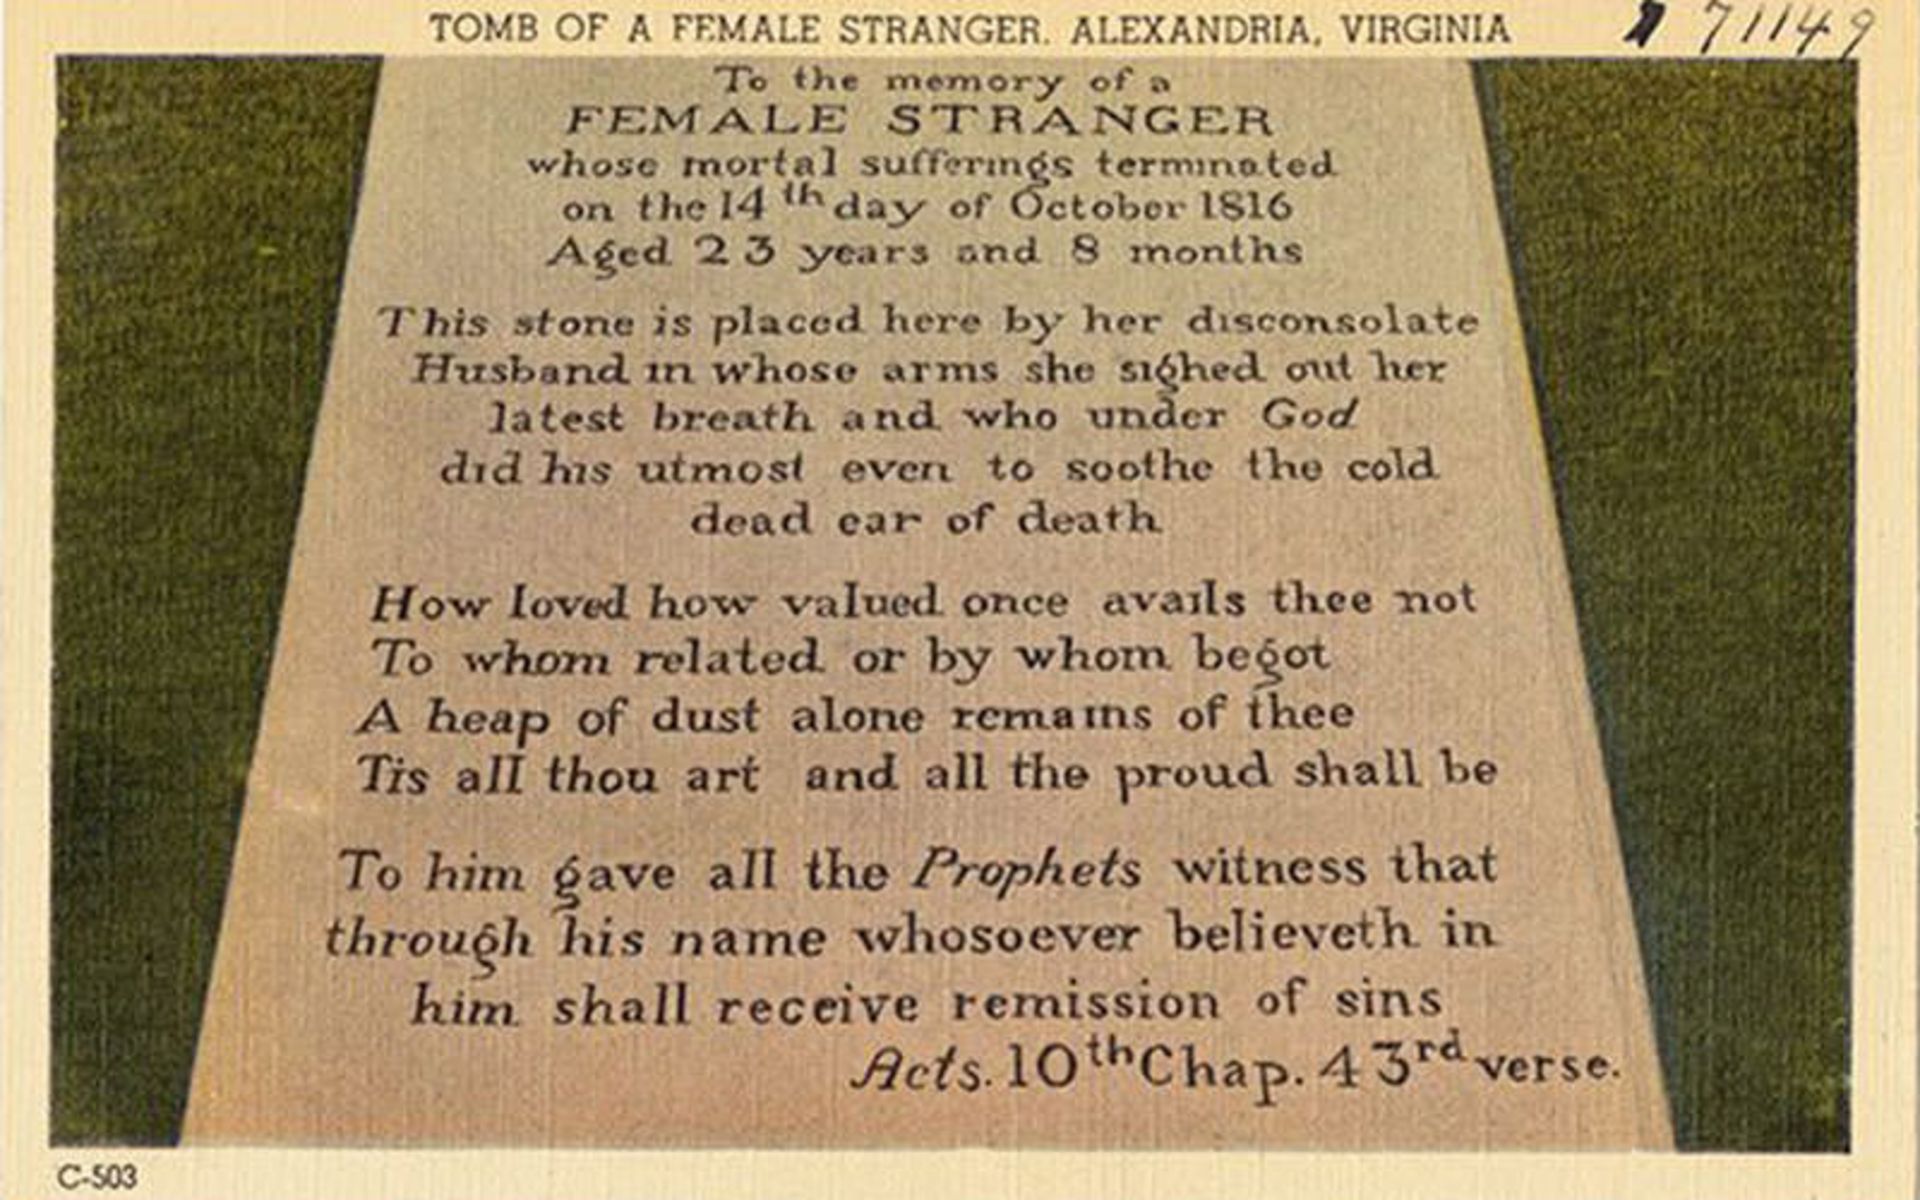 TOMB OF A FEMALE STRANGER. ALEXANDRIA, VIRGINIA
71149
To the memory of a
FEMALE STRANGER
whose mortal sufferings terminated
on the 14th day of October 1816
Aged 23 years and 8 months
This stone is placed here by her disconsolate
Husband in whose arms she sighed out her
latest breath and who under God
did his utmost even to soothe the cold
dead ear of death
How loved how valued once avails thee not
To whom related or by whom begot
A heap of dust alone remains of thee
Tis all thou art and all the proud shall be
To him gave all the Prophets witness that
through his name whosoever believeth in
him shall receive remission of sins
Acts. 10th Chap. 43rd verse.
C-503